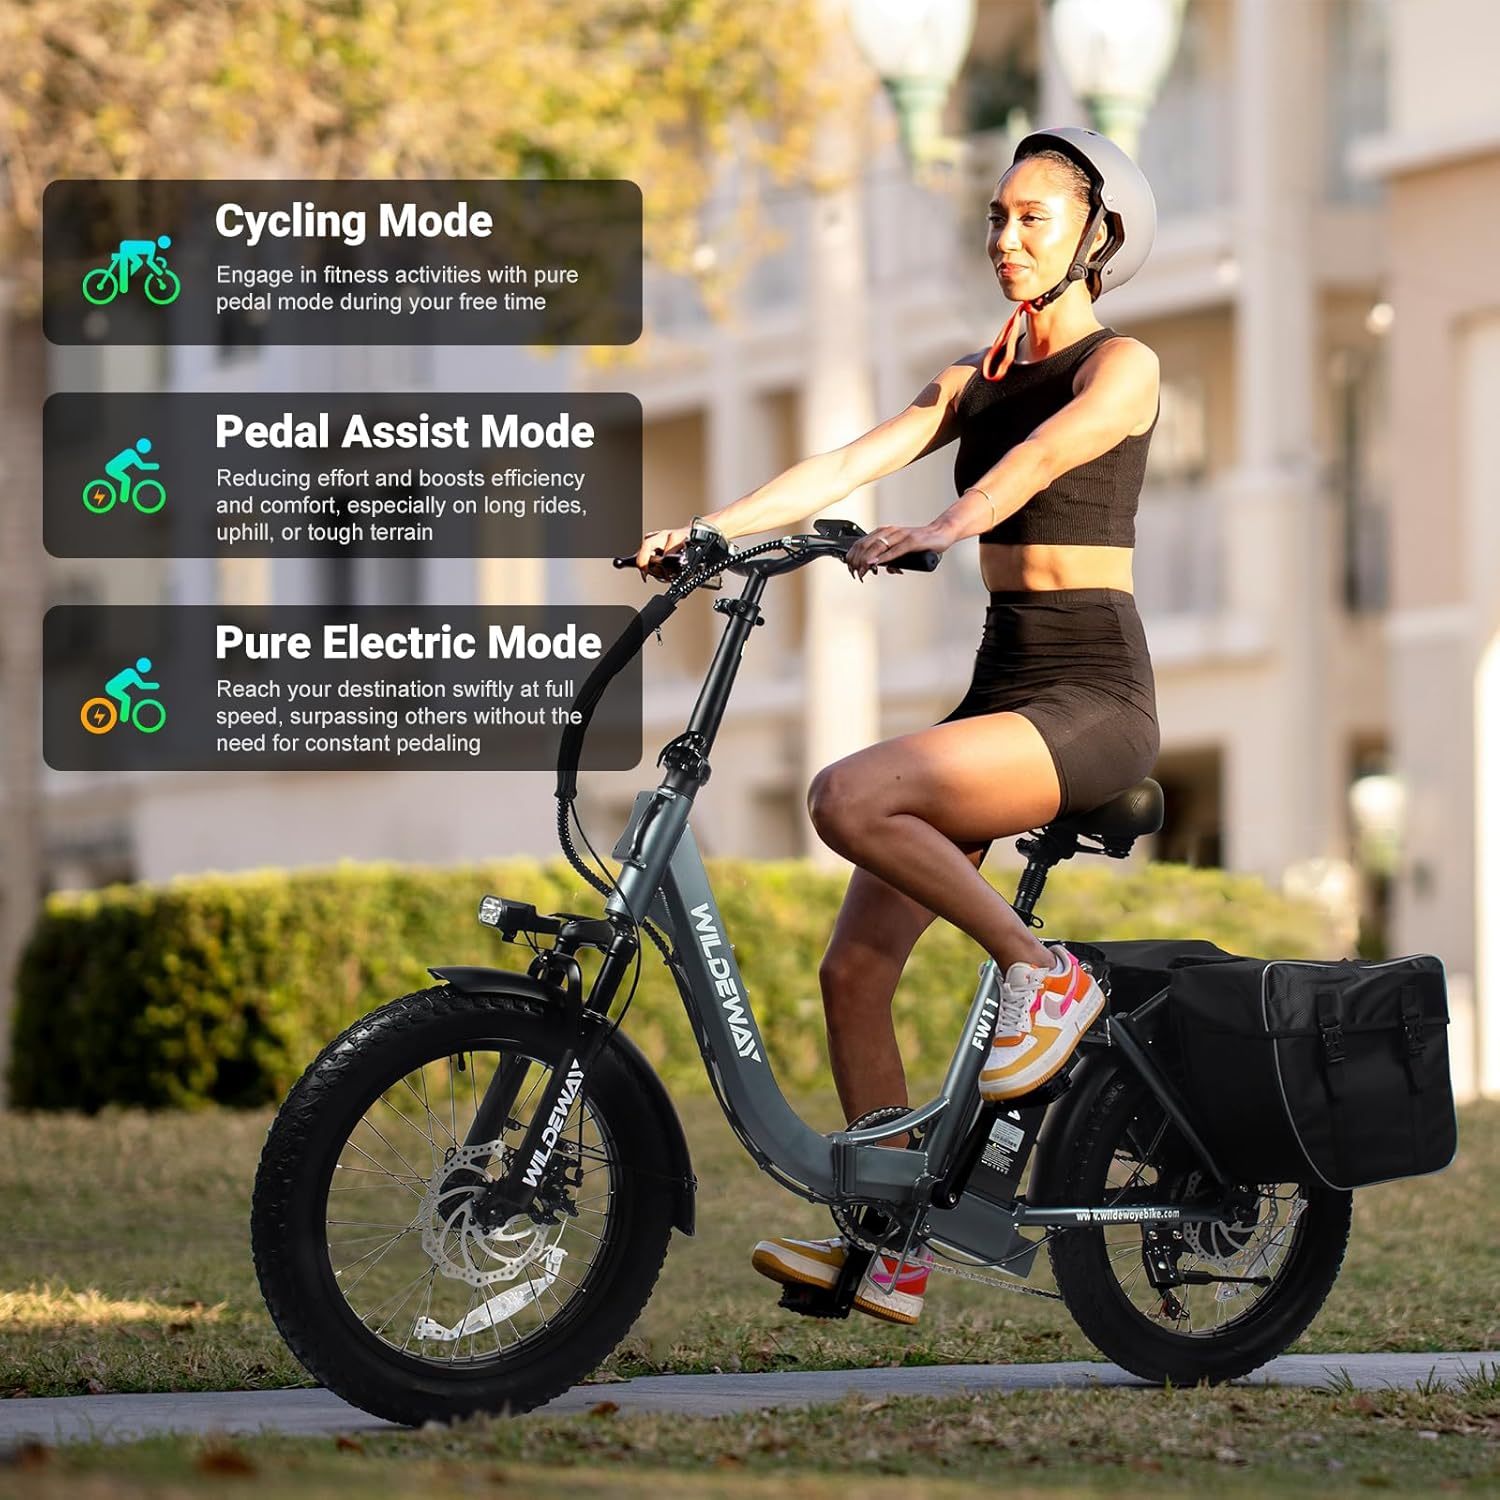 Cycling Mode
Engage in fitness activities with pure
pedal mode during your free time
Pedal Assist Mode
Reducing effort and boosts efficiency
and comfort, especially on long rides,
uphill, or tough terrain
Pure Electric Mode
Reach your destination swiftly at full
speed, surpassing others without the
need for constant pedaling
WILDEWAY
WILDEWAY
FW11
www.wildewayebike.com